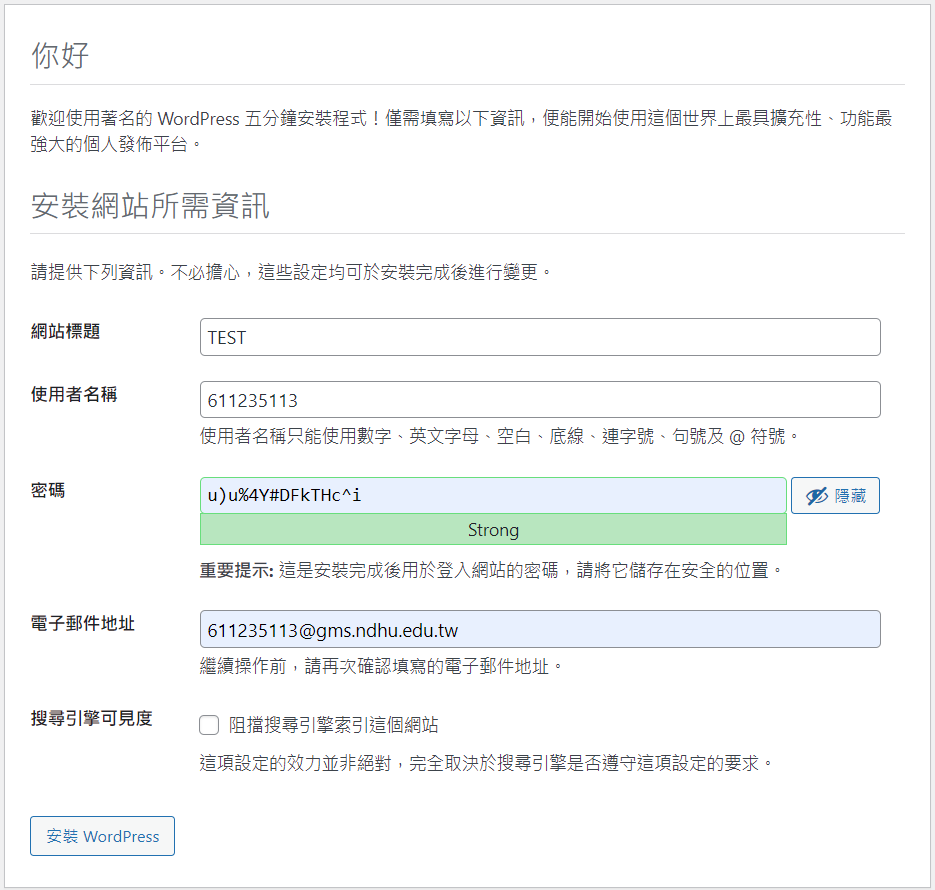 你好
歡迎使用著名的 WordPress 五分鐘安裝程式！僅需填寫以下資訊，便能開始使用這個世界上最具擴充性、功能最
強大的個人發佈平台。
安裝網站所需資訊
請提供下列資訊。不必擔心，這些設定均可於安裝完成後進行變更。
網站標題
TEST
使用者名稱
611235113
使用者名稱只能使用數字、英文字母、空白、底線、連字號、句號及 @ 符號。
密碼
u)u%4Y#DFkTHc^i
隱藏
Strong
重要提示: 這是安裝完成後用於登入網站的密碼，請將它儲存在安全的位置。
電子郵件地址
611235113@gms.ndhu.edu.tw
繼續操作前，請再次確認填寫的電子郵件地址。
搜尋引擎可見度
阻擋搜尋引擎索引這個網站
這項設定的效力並非絕對，完全取決於搜尋引擎是否遵守這項設定的要求。
安裝 WordPress